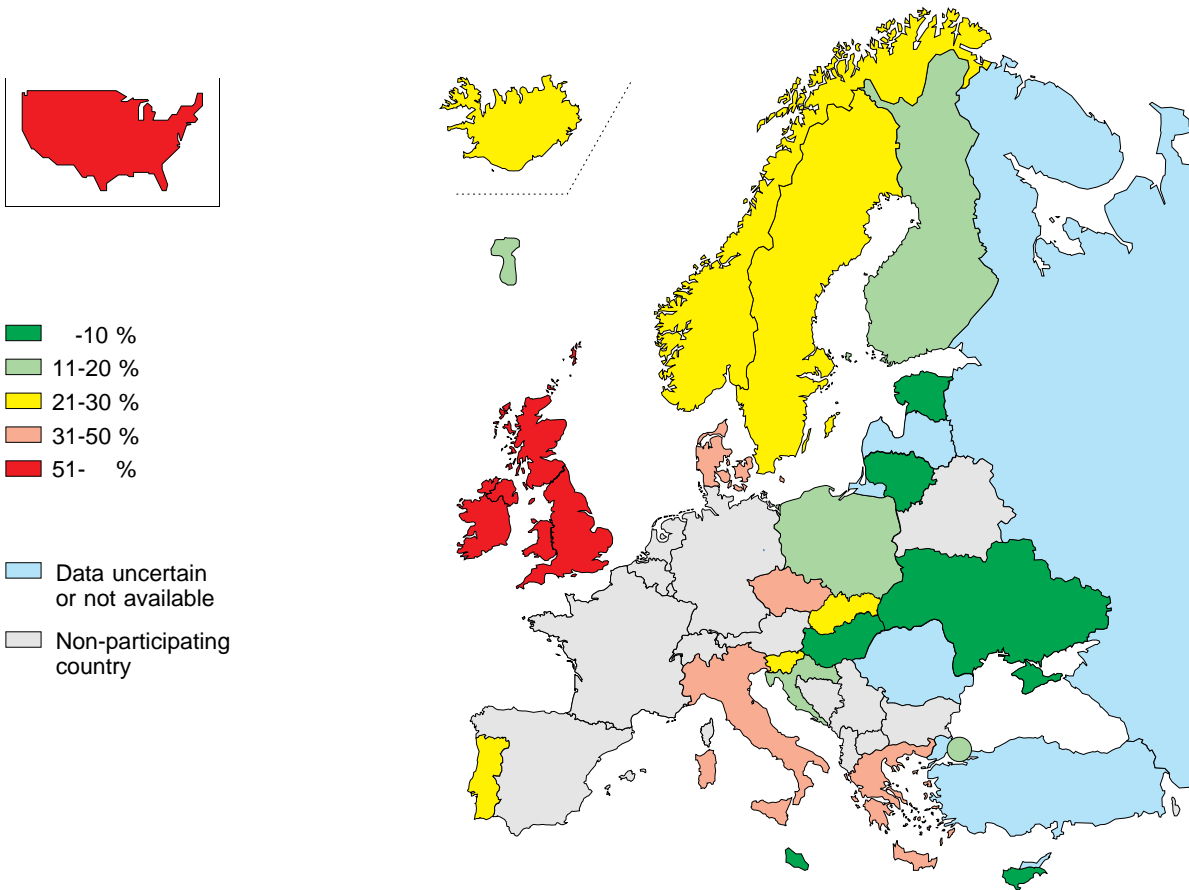 -10 %
11-20 %
21-30 %
31-50 %
51- %
Data uncertain
or not available
Non-participating
country